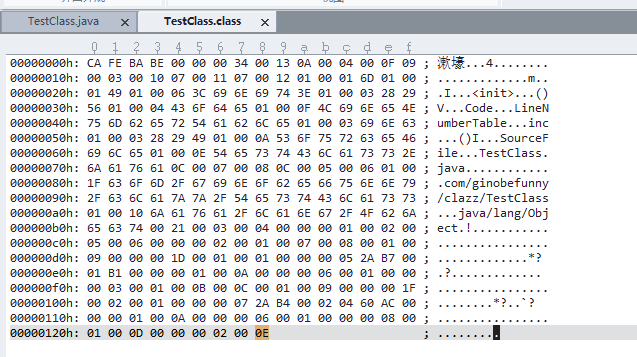 TestClass.java TestClass.class
0 1 2 3 4 5 6 7 8 9 a b c d e f
00000000h: CA FE BA BE 00 00 00 34 00 13 0A 00 04 00 0F 09 ; 漱壕...4........
00000010h: 00 03 00 10 07 00 11 07 00 12 01 00 01 6D 01 00 ; .............m..
00000020h: 01 49 01 00 06 3C 69 6E 69 74 3E 01 00 03 28 29 ; .I...<init>...()
00000030h: 56 01 00 04 43 6F 64 65 01 00 0F 4C 69 6E 65 4E ; V...Code...LineN
00000040h: 75 6D 62 65 72 54 61 62 6C 65 01 00 03 69 6E 63 ; umberTable...inc
00000050h: 01 00 03 28 29 49 01 00 0A 53 6F 75 72 63 65 46 ; ...()I...SourceF
00000060h: 69 6C 65 01 00 0E 54 65 73 74 43 6C 61 73 73 2E ; ile...TestClass.
00000070h: 6A 61 76 61 0C 00 07 00 08 0C 00 05 00 06 01 00 ; java............
00000080h: 1F 63 6F 6D 2F 67 69 6E 6F 62 65 66 75 6E 6E 79 ; .com/ginobefunny
00000090h: 2F 63 6C 61 7A 7A 2F 54 65 73 74 43 6C 61 73 73 ; /clazz/TestClass
000000a0h: 01 00 10 6A 61 76 61 2F 6C 61 6E 67 2F 4F 62 6A ; ...java/lang/Obj
000000b0h: 65 63 74 00 21 00 03 00 04 00 00 00 01 00 02 00 ; ect.!...........
000000c0h: 05 00 06 00 00 00 02 00 01 00 07 00 08 00 01 00 ; ................
000000d0h: 09 00 00 00 1D 00 01 00 01 00 00 00 05 2A B7 00 ; .............*?
000000e0h: 01 B1 00 00 00 01 00 0A 00 00 00 06 00 01 00 00 ; .?.............
000000f0h: 00 03 00 01 00 0B 00 0C 00 01 00 09 00 00 00 1F ; ................
00000100h: 00 02 00 01 00 00 00 07 2A B4 00 02 04 60 AC 00 ; ........*?..`?
00000110h: 00 00 01 00 0A 00 00 00 06 00 01 00 00 00 08 00 ; ................
00000120h: 01 00 0D 00 00 00 02 00 0E ; .........